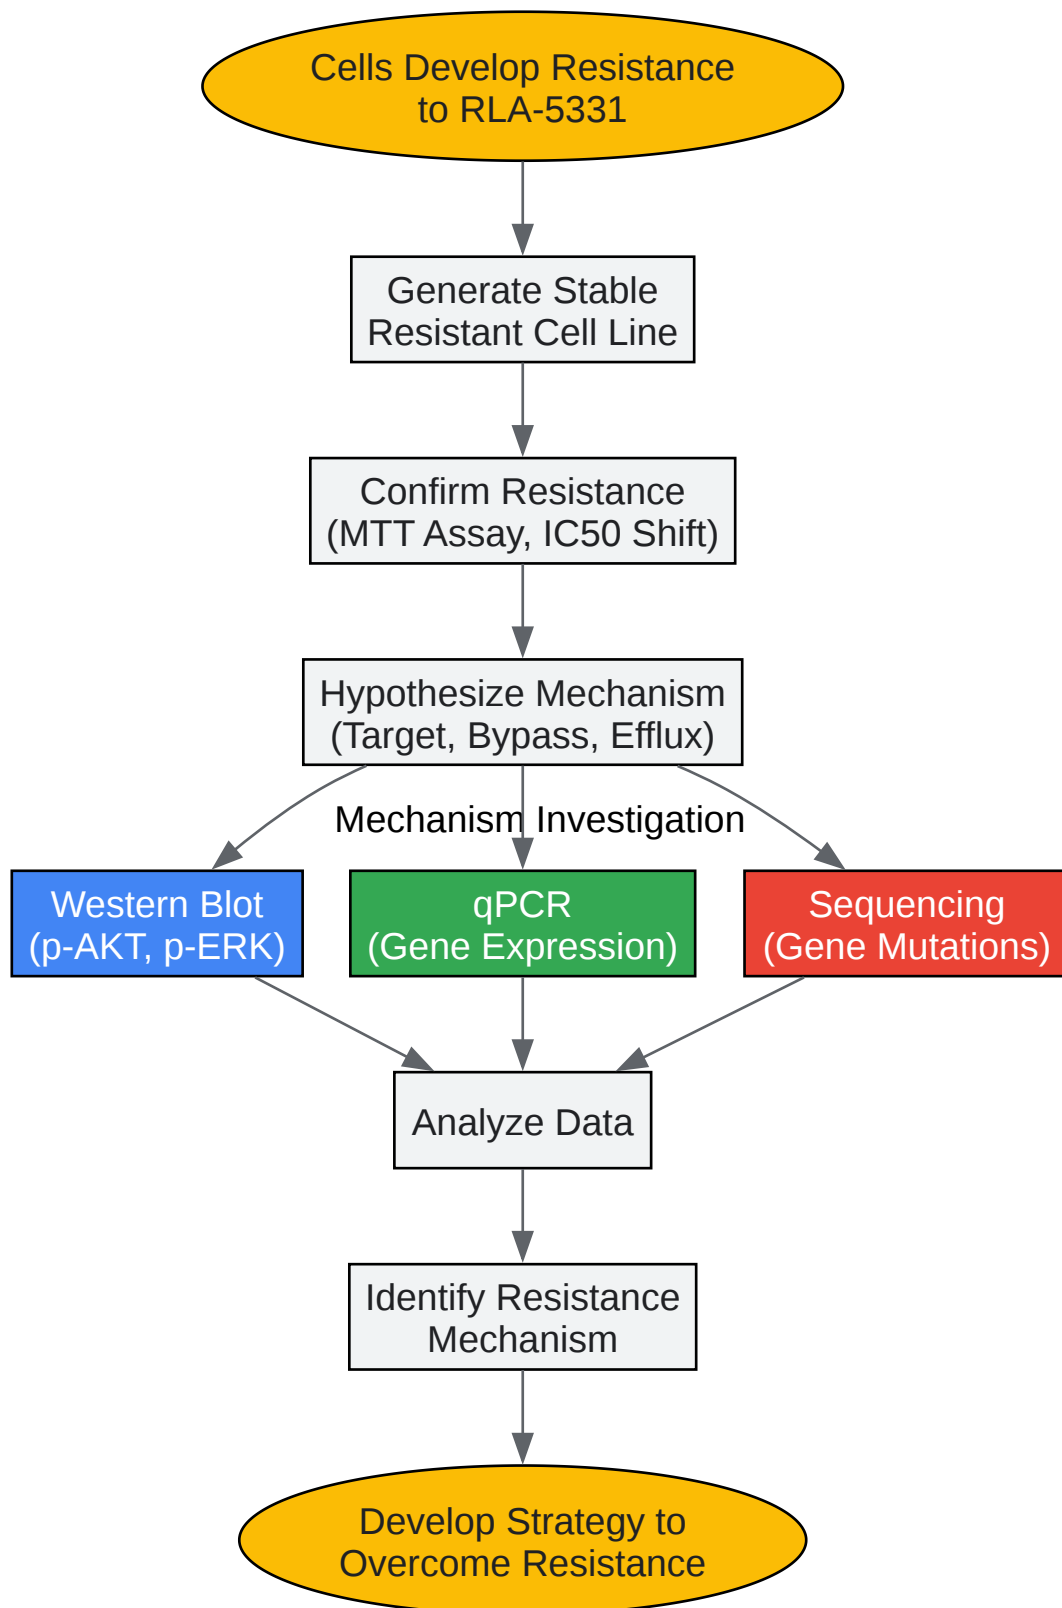 Cells Develop Resistance
to RLA-5331
Generate Stable
Resistant Cell Line
Confirm Resistance
(MTT Assay, IC50 Shift)
Hypothesize Mechanism
(Target, Bypass, Efflux)
Mechanism Investigation
Western Blot
(p-AKT, p-ERK)
qPCR
(Gene Expression)
Sequencing
(Gene Mutations)
Analyze Data
Identify Resistance
Mechanism
Develop Strategy to
Overcome Resistance